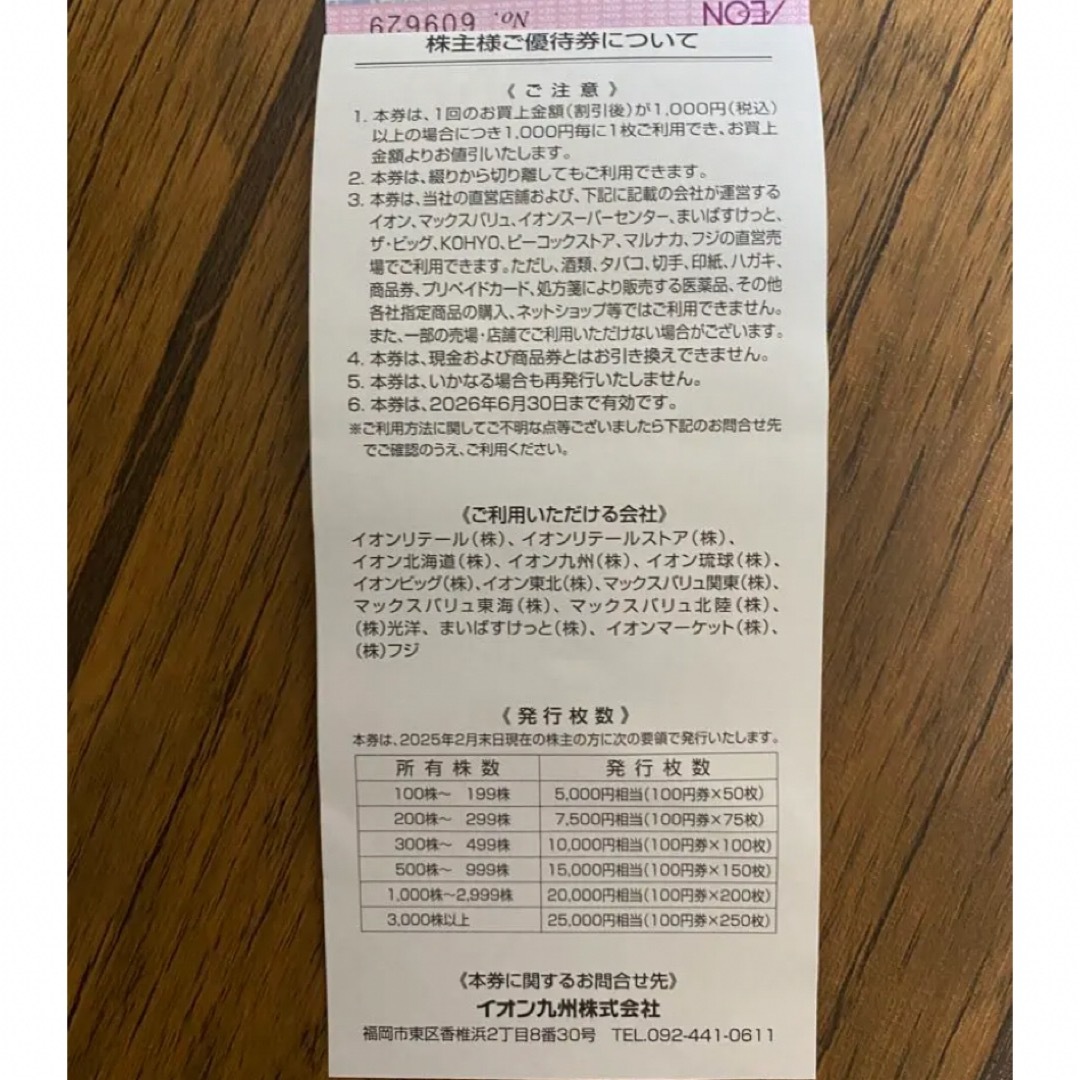 ÆON
No. 609629
株主様ご優待券について
《ご注意》
1. 本券は、1回のお買上金額(割引後)が1,000円(税込)
以上の場合につき1,000円毎に1枚ご利用でき、お買上
金額よりお値引いたします。
2. 本券は、綴りから切り離してもご利用できます。
3. 本券は、当社の直営店舗および、下記に記載の会社が運営する
イオン、マックスバリュ、イオンスーパーセンター、まいばすけっと、
ザ・ビッグ、KOHYO、ピーコックストア、マルナカ、フジの直営売
場でご利用できます。ただし、酒類、タバコ、切手、印紙、ハガキ、
商品券、プリペイドカード、処方箋により販売する医薬品、その他
各社指定商品の購入、ネットショップ等ではご利用できません。
また、一部の売場・店舗でご利用いただけない場合がございます。
4. 本券は、現金および商品券とはお引き換えできません。
5. 本券は、いかなる場合も再発行いたしません。
6. 本券は、2026年6月30日まで有効です。
※ご利用方法に関してご不明な点等ございましたら下記のお問合せ先
でご確認のうえ、ご利用ください。
《ご利用いただける会社》
イオンリテール(株)、イオンリテールストア(株)、
イオン北海道(株)、イオン九州(株)、イオン琉球(株)、
イオンビッグ(株)、イオン東北(株)、マックスバリュ関東(株)、
マックスバリュ東海(株)、マックスバリュ北陸(株)、
(株)光洋、まいばすけっと(株)、イオンマーケット(株)、
(株)フジ
《発行枚数》
本券は、2025年2月末日現在の株主の方に次の要領で発行いたします。
所有株数 発行枚数
100株〜 199株 5,000円相当(100円券×50枚)
200株〜 299株 7,500円相当(100円券×75枚)
300株〜 499株 10,000円相当(100円券×100枚)
500株〜 999株 15,000円相当(100円券×150枚)
1,000株〜2,999株 20,000円相当(100円券×200枚)
3,000株以上 25,000円相当(100円券×250枚)
《本券に関するお問合せ先》
イオン九州株式会社
福岡市東区香椎浜2丁目8番30号 TEL.092-441-0611